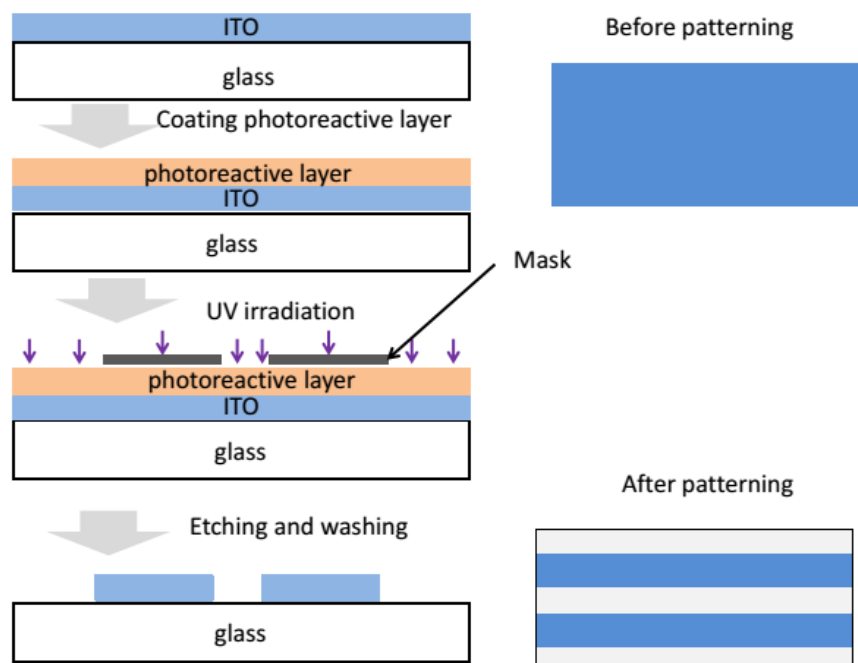 ITO
glass
Before patterning
Coating photoreactive layer
photoreactive layer
ITO
glass
Mask
UV irradiation
photoreactive layer
ITO
glass
After patterning
Etching and washing
glass